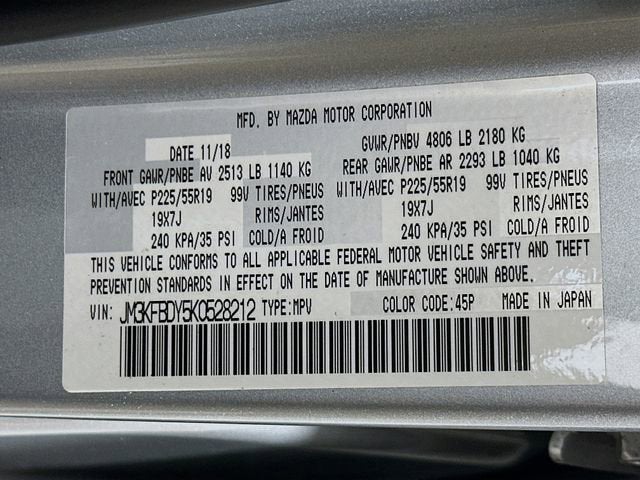 MFD. BY MAZDA MOTOR CORPORATION
DATE 11/18 GVWR/PNBV 4806 LB 2180 KG
FRONT GAWR/PNBE AV 2513 LB 1140 KG REAR GAWR/PNBE AR 2293 LB 1040 KG
WITH/AVEC P225/55R19 99V TIRES/PNEUS WITH/AVEC P225/55R19 99V TIRES/PNEUS
19X7J RIMS/JANTES 19X7J RIMS/JANTES
240 KPA/35 PSI COLD/A FROID 240 KPA/35 PSI COLD/A FROID
THIS VEHICLE CONFORMS TO ALL APPLICABLE FEDERAL MOTOR VEHICLE SAFETY AND THEFT
PREVENTION STANDARDS IN EFFECT ON THE DATE OF MANUFACTURE SHOWN ABOVE.
VIN: JM3KFBDY5K0528212 TYPE:MPV COLOR CODE:45P MADE IN JAPAN